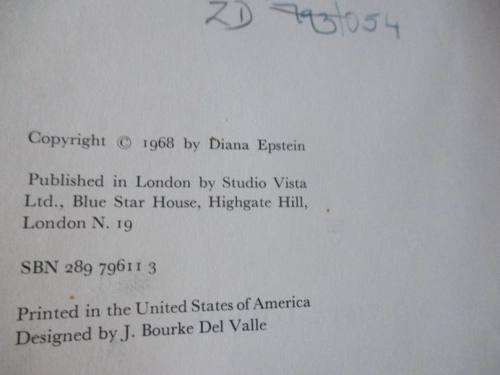 ZD 793/054
Copyright © 1968 by Diana Epstein
Published in London by Studio Vista
Ltd., Blue Star House, Highgate Hill,
London N. 19
SBN 289 79611 3
Printed in the United States of America
Designed by J. Bourke Del Valle